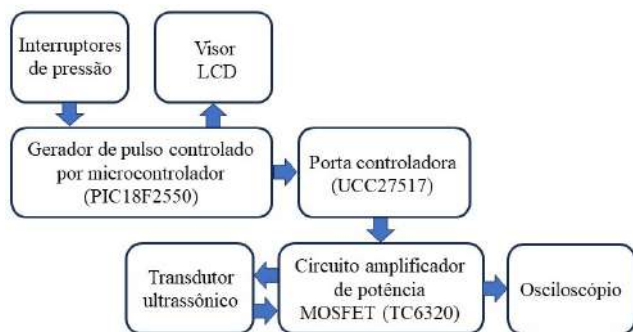 Interruptores
de pressão
Visor
LCD
Gerador de pulso controlado
por microcontrolador
(PIC18F2550)
Porta controladora
(UCC27517)
Transdutor
ultrassônico
Circuito amplificador
de potência
MOSFET (TC6320)
Osciloscópio